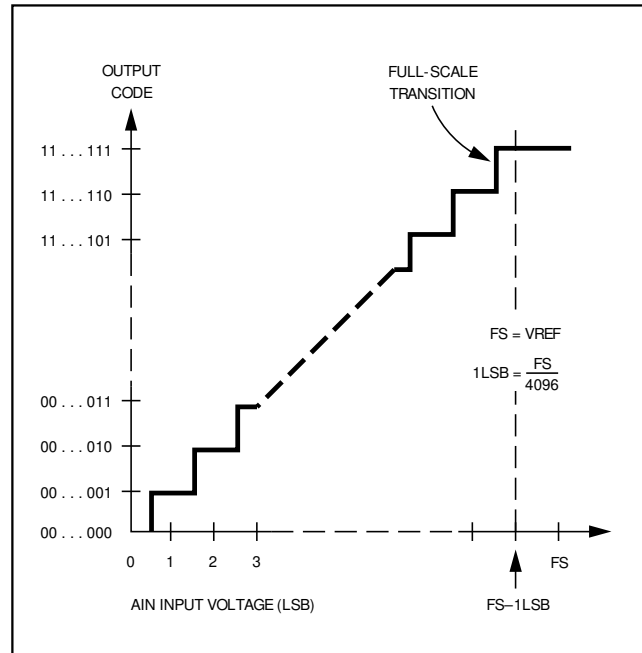 OUTPUT
CODE
FULL-SCALE
TRANSITION
11 . . . 111
11 . . . 110
11 . . . 101
FS = VREF
1LSB = FS
4096
00 . . . 011
00 . . . 010
00 . . . 001
00 . . . 000
0 1 2 3 FS
AIN INPUT VOLTAGE (LSB) FS–1LSB